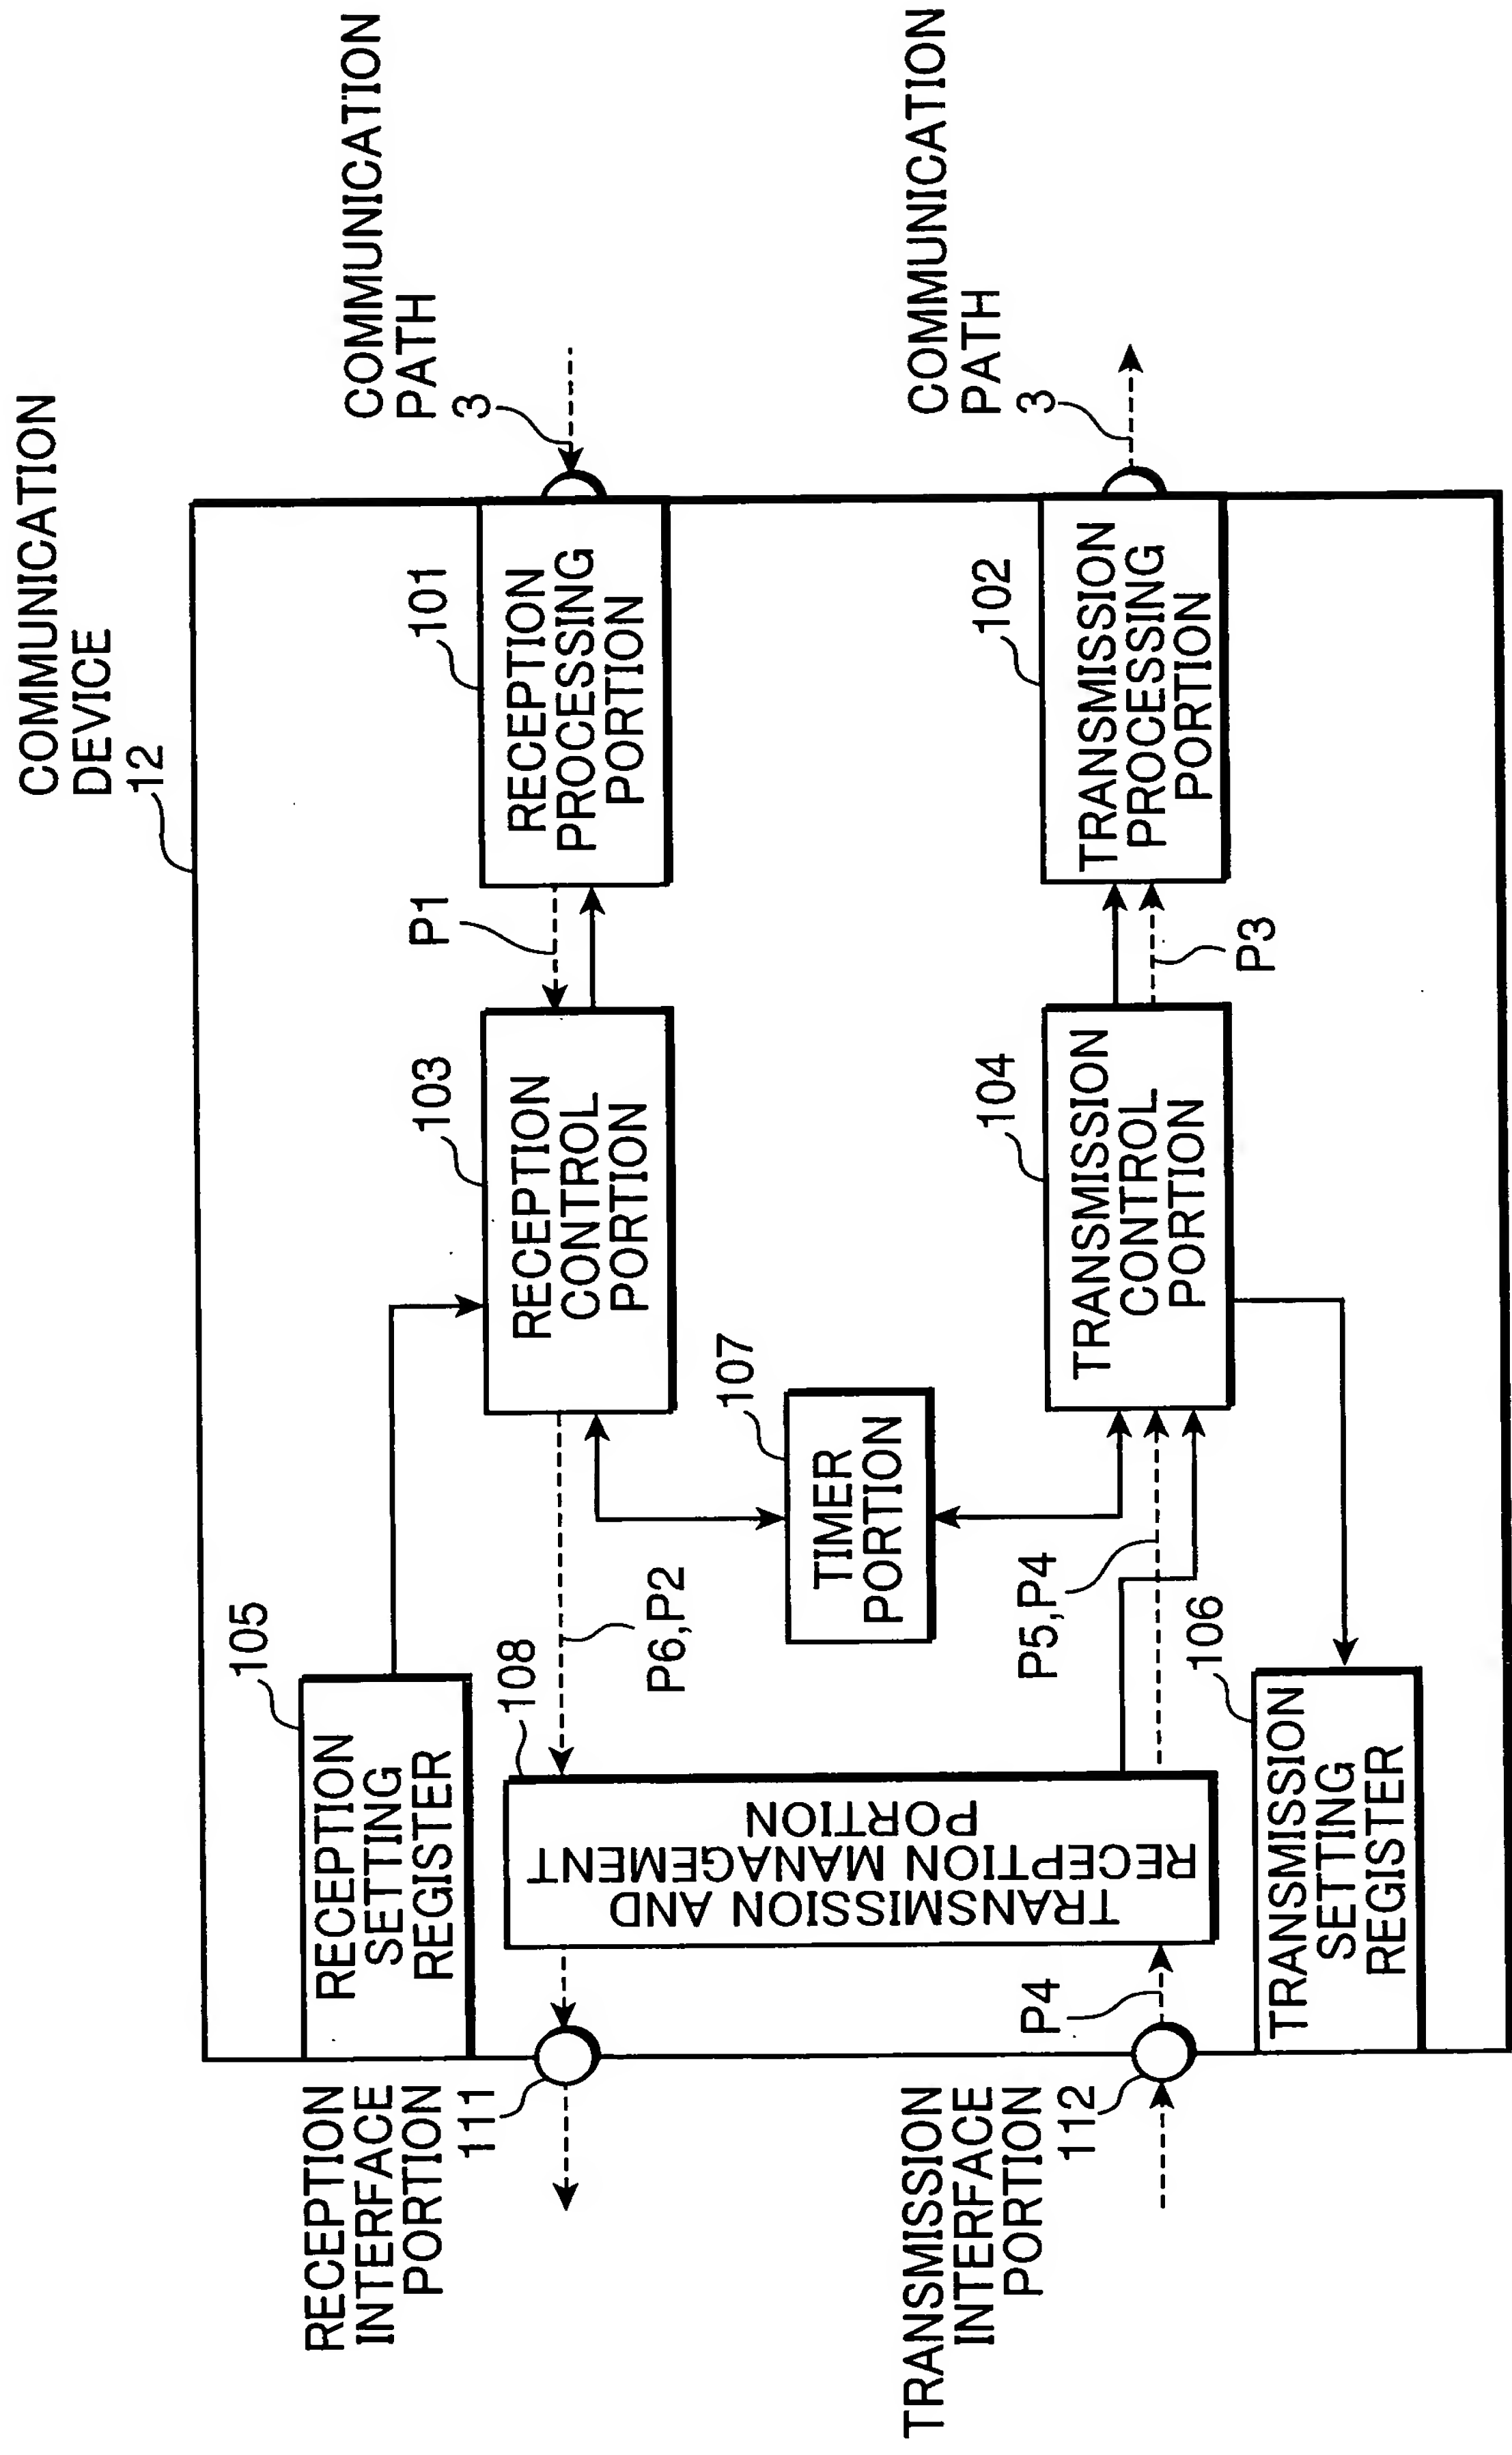 COMMUNICATION
DEVICE
12
COMMUNICATION
PATH
3
COMMUNICATION
PATH
3
101
RECEPTION
PROCESSING
PORTION
102
TRANSMISSION
PROCESSING
PORTION
P1
P3
103
RECEPTION
CONTROL
PORTION
104
TRANSMISSION
CONTROL
PORTION
107
TIMER
PORTION
P6,P2
P5,P4
105
RECEPTION
SETTING
REGISTER
108
TRANSMISSION AND
RECEPTION MANAGEMENT
PORTION
106
TRANSMISSION
SETTING
REGISTER
P4
RECEPTION
INTERFACE
PORTION
111
TRANSMISSION
INTERFACE
PORTION
112